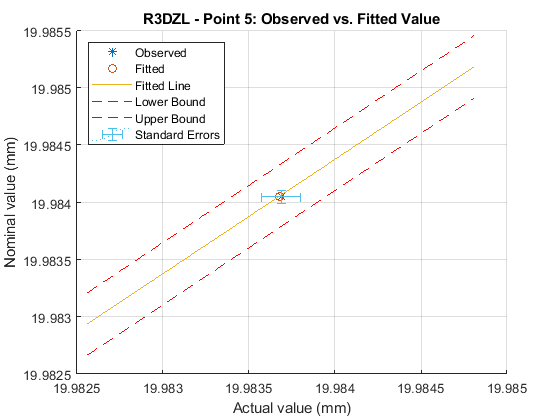 R3DZL - Point 5: Observed vs. Fitted Value
19.9855
19.985
19.9845
19.984
19.9835
19.983
19.9825
Nominal value (mm)
Observed
Fitted
Fitted Line
Lower Bound
Upper Bound
Standard Errors
19.9825 19.983 19.9835 19.984 19.9845 19.985
Actual value (mm)